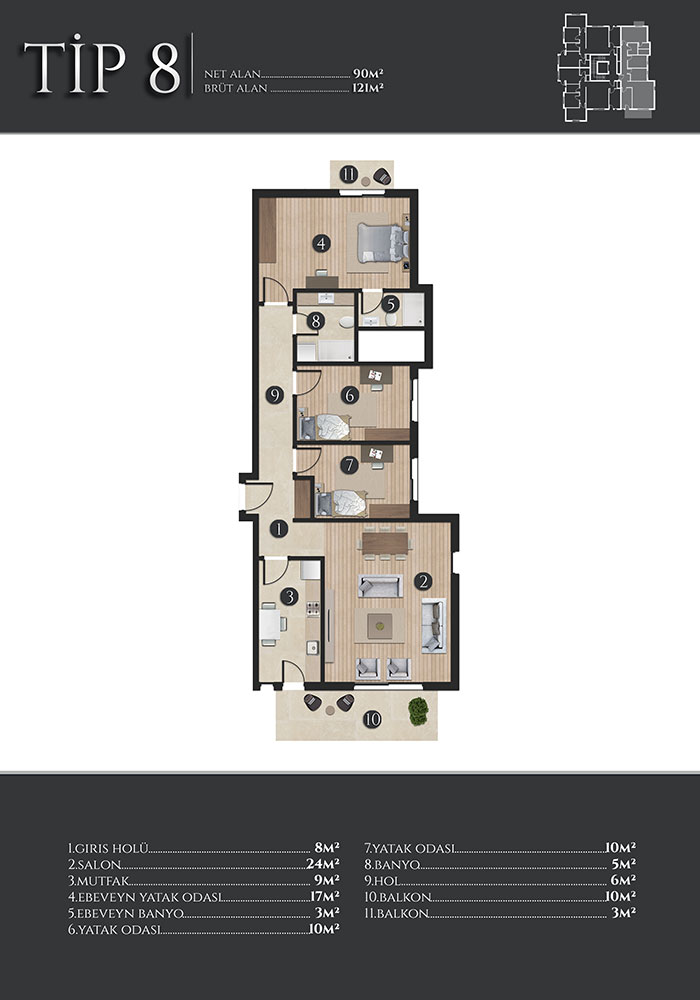 TİP 8
NET ALAN........................ 90M²
BRÜT ALAN ........................ 121M²
11
4
5
8
9
6
7
1
2
3
10
1.GIRIS HOLÜ........................8M²
2.SALON........................24M²
3.MUTFAK........................9M²
4.EBEVEYN YATAK ODASI........................17M²
5.EBEVEYN BANYO........................3M²
6.YATAK ODASI........................10M²
7.YATAK ODASI........................10M²
8.BANYO........................5M²
9.HOL........................6M²
10.BALKON........................10M²
11.BALKON........................3M²